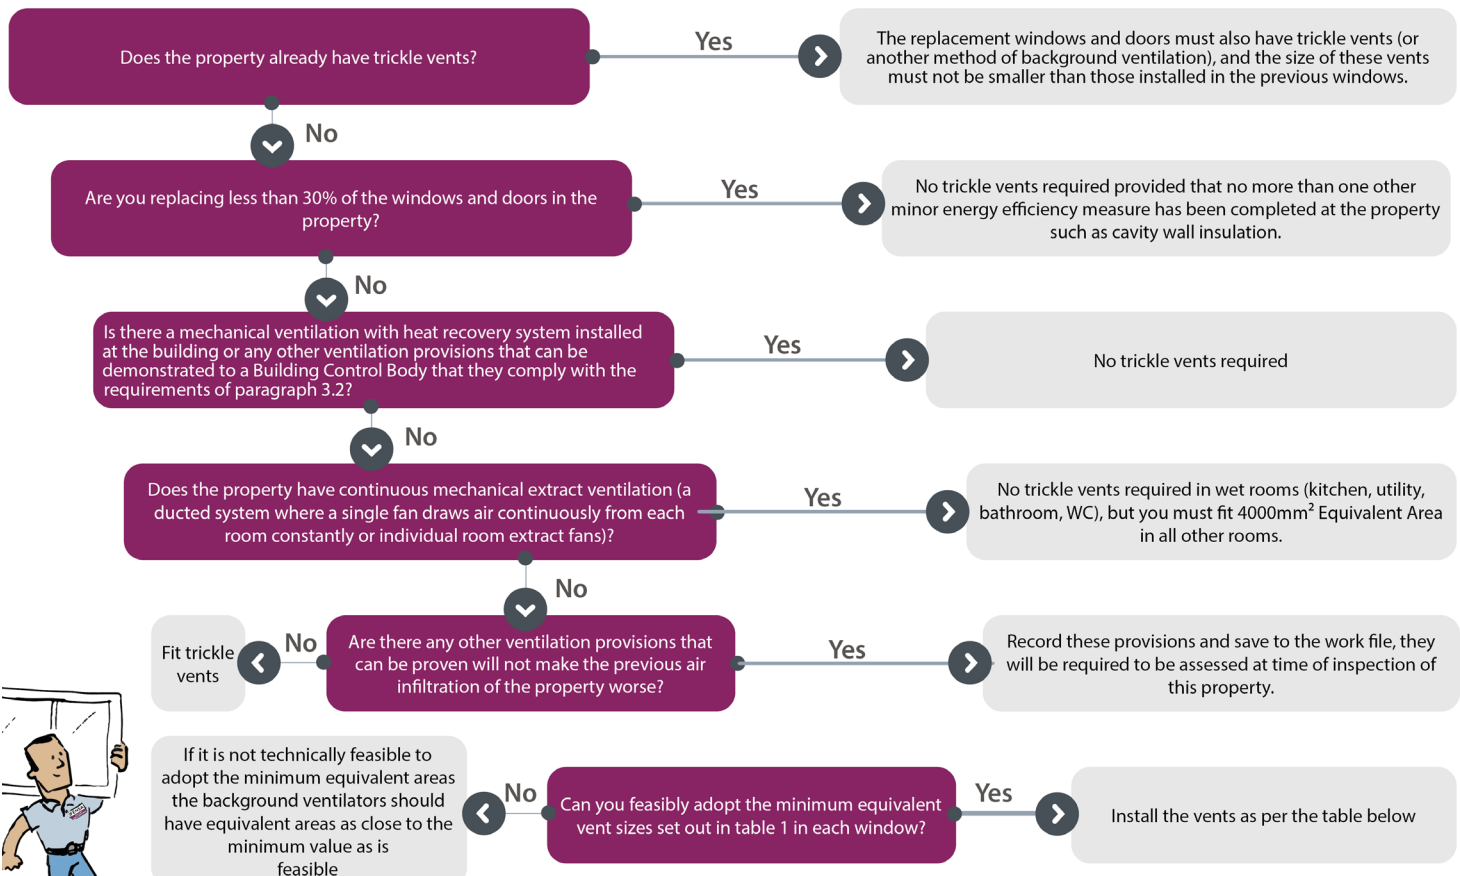 Does the property already have trickle vents?
Yes
The replacement windows and doors must also have trickle vents (or
another method of background ventilation), and the size of these vents
must not be smaller than those installed in the previous windows.
No
Are you replacing less than 30% of the windows and doors in the
property?
Yes
No trickle vents required provided that no more than one other
minor energy efficiency measure has been completed at the property
such as cavity wall insulation.
No
Is there a mechanical ventilation with heat recovery system installed
at the building or any other ventilation provisions that can be
demonstrated to a Building Control Body that they comply with the
requirements of paragraph 3.2?
Yes
No trickle vents required
No
Does the property have continuous mechanical extract ventilation (a
ducted system where a single fan draws air continuously from each
room constantly or individual room extract fans)?
Yes
No trickle vents required in wet rooms (kitchen, utility,
bathroom, WC), but you must fit 4000mm² Equivalent Area
in all other rooms.
No
Fit trickle
vents
No
Are there any other ventilation provisions that
can be proven will not make the previous air
infiltration of the property worse?
Yes
Record these provisions and save to the work file, they
will be required to be assessed at time of inspection of
this property.
If it is not technically feasible to
adopt the minimum equivalent areas
the background ventilators should
have equivalent areas as close to the
minimum value as is
feasible
No
Can you feasibly adopt the minimum equivalent
vent sizes set out in table 1 in each window?
Yes
Install the vents as per the table below